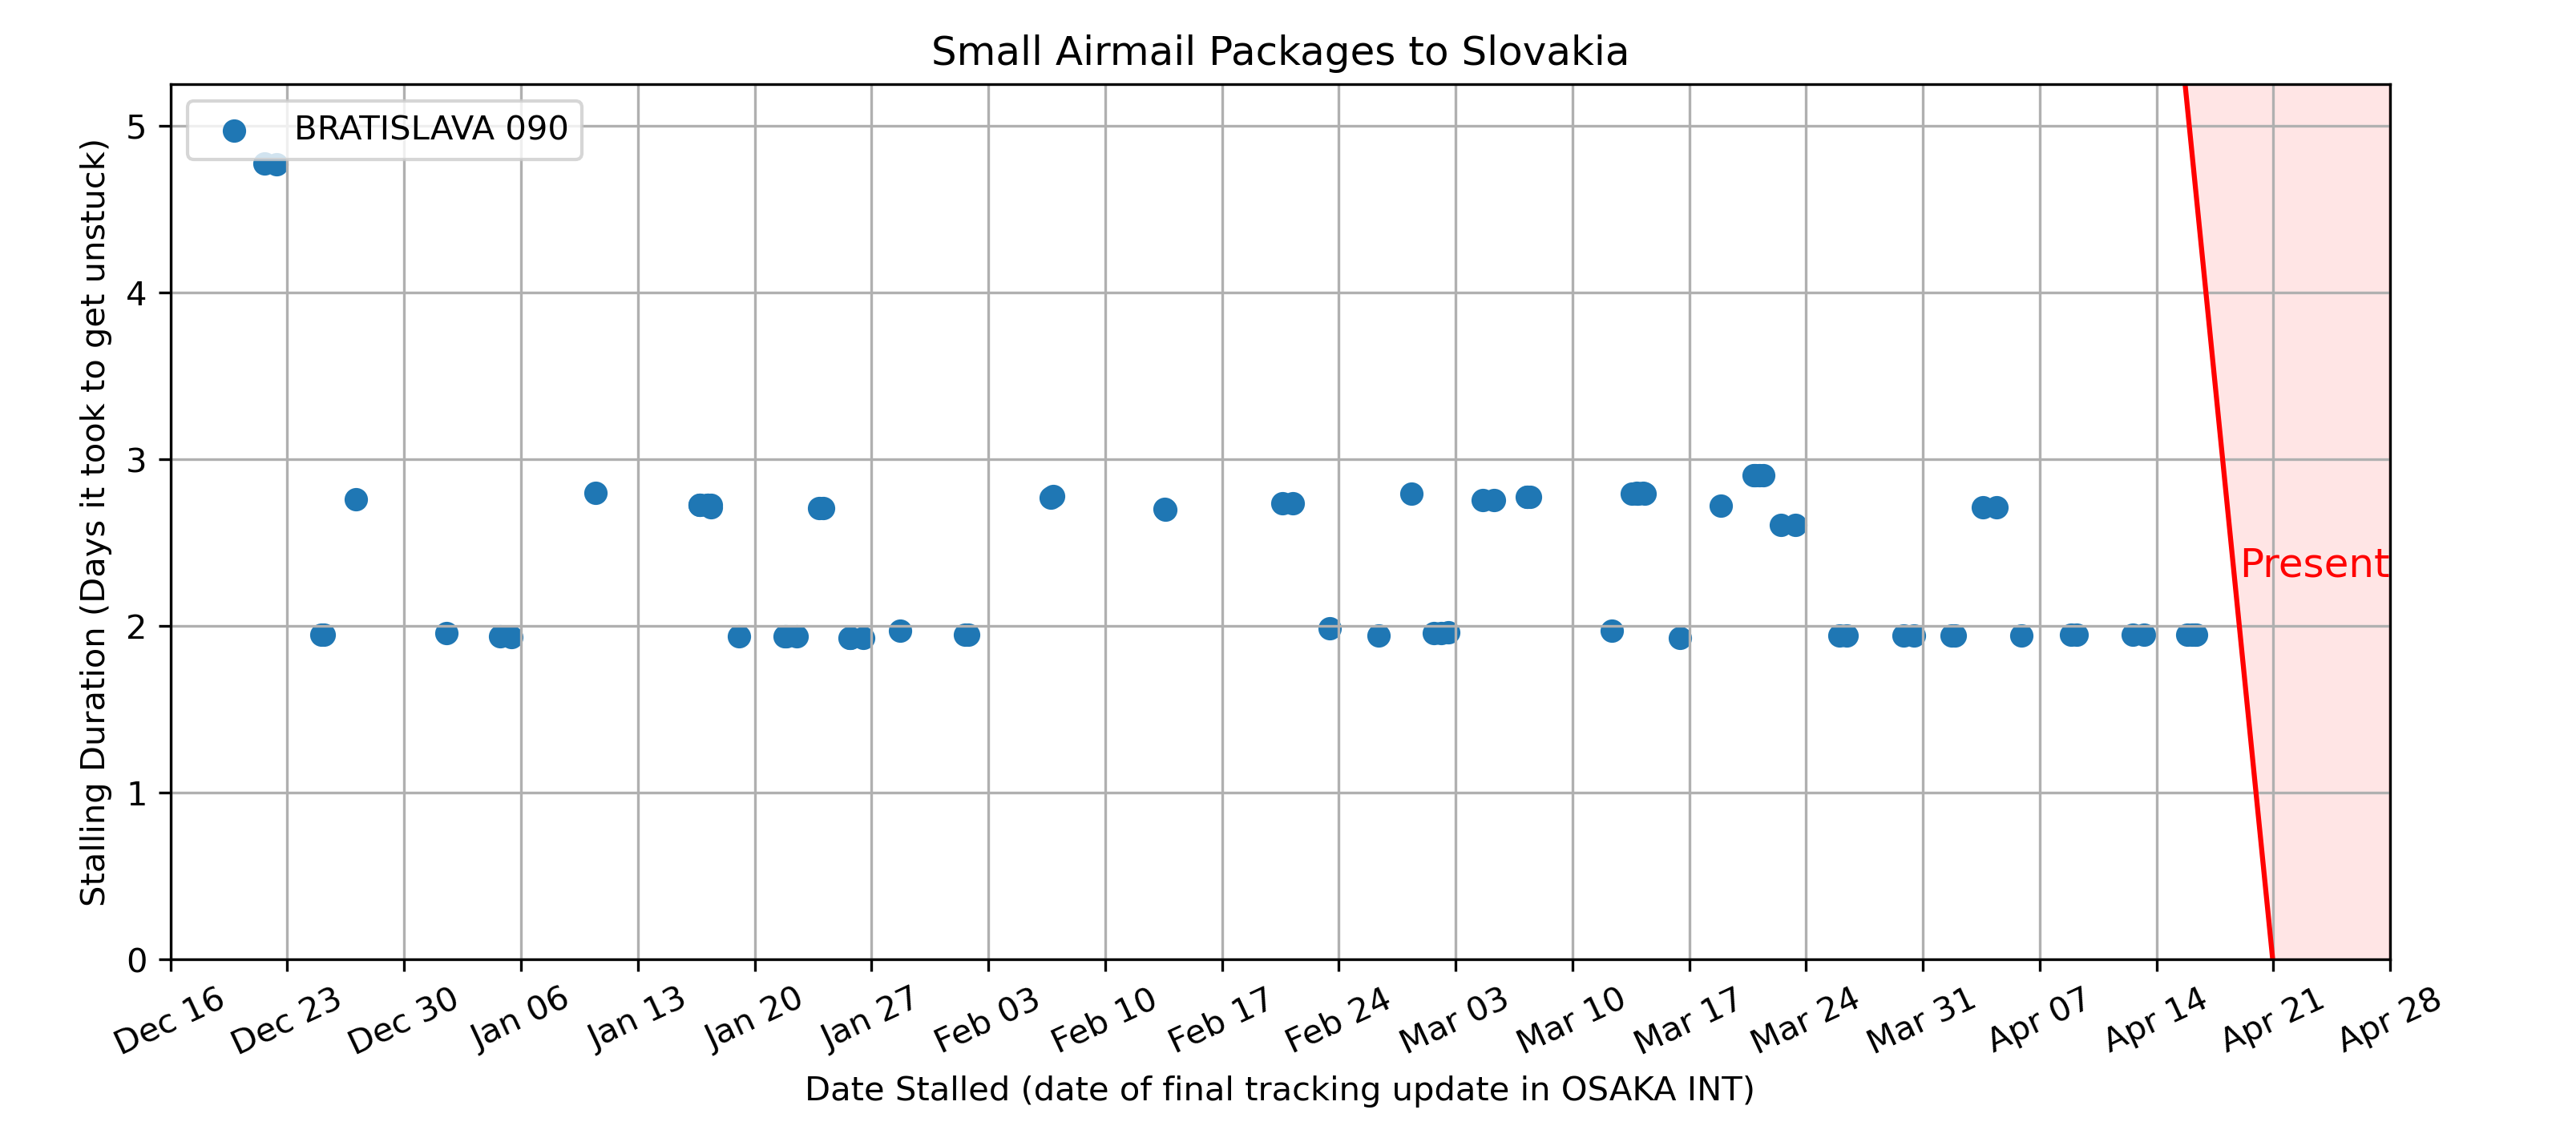 Small Airmail Packages to Slovakia
BRATISLAVA 090
Stalling Duration (Days it took to get unstuck)
5
4
3
2
1
0
Present
Dec 16
Dec 23
Dec 30
Jan 06
Jan 13
Jan 20
Jan 27
Feb 03
Feb 10
Feb 17
Feb 24
Mar 03
Mar 10
Mar 17
Mar 24
Mar 31
Apr 07
Apr 14
Apr 21
Apr 28
Date Stalled (date of final tracking update in OSAKA INT)